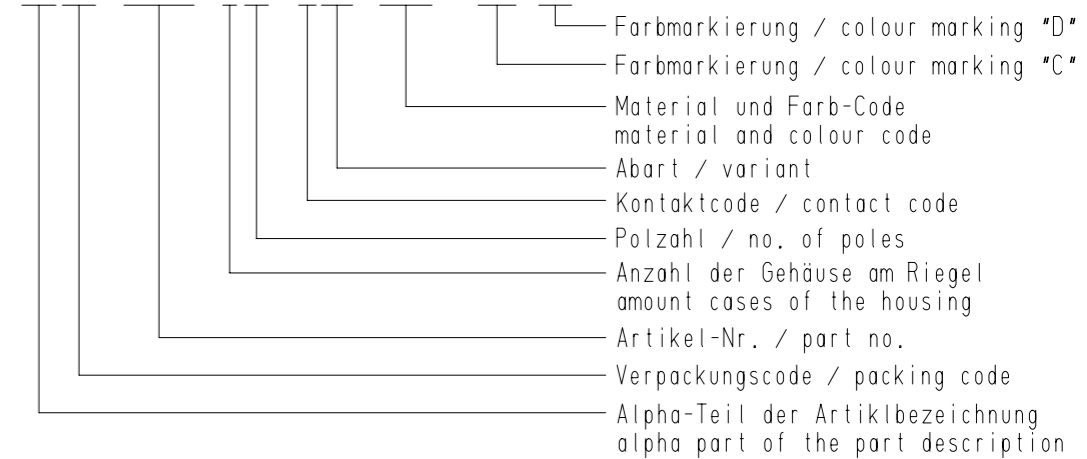 Farbmarkierung / colour marking "D"
Farbmarkierung / colour marking "C"
Material und Farb-Code
material and colour code
Abart / variant
Kontaktcode / contact code
Polzahl / no. of poles
Anzahl der Gehäuse am Riegel
amount cases of the housing
Artikel-Nr. / part no.
Verpackungscode / packing code
Alpha-Teil der Artiklbezeichnung
alpha part of the part description